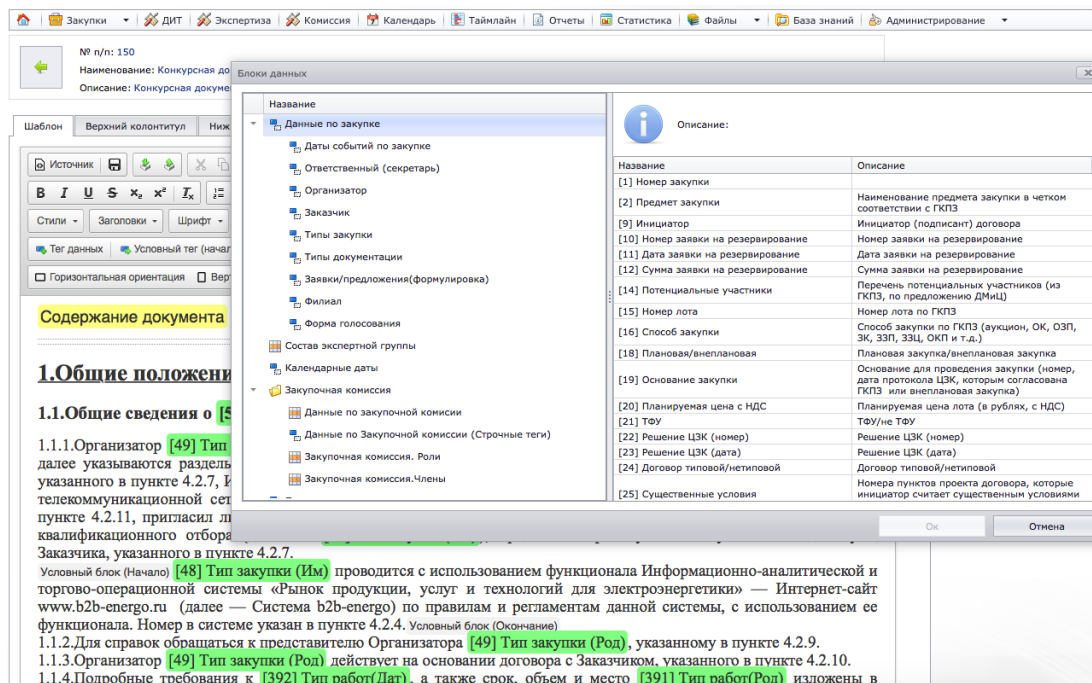 Закупки ДИТ Экспертиза Комиссия Календарь Таймлайн Отчеты Статистика Файлы База знаний Администрирование
№ п/п: 150
Наименование: Конкурсная до
Описание: Конкурсная докуме
Шаблон Верхний колонтитул Ниж
Источник
B I U S x₂ x² Tx
Стили Заголовки Шрифт
Тег данных Условный тег (начал
Горизонтальная ориентация Вер
Блоки данных
Название
Данные по закупке
Даты событий по закупке
Ответственный (секретарь)
Организатор
Заказчик
Типы закупки
Типы документации
Заявки/предложения(формулировка)
Филиал
Форма голосования
Состав экспертной группы
Календарные даты
Закупочная комиссия
Данные по закупочной комисии
Данные по Закупочной комиссии (Строчные теги)
Закупочная комиссия. Роли
Закупочная комиссия.Члены
Описание:
Название Описание
[1] Номер закупки
[2] Предмет закупки Наименование предмета закупки в четком
соответствии с ГКПЗ
[9] Инициатор Инициатор (подписант) договора
[10] Номер заявки на резервирование Номер заявки на резервирование
[11] Дата заявки на резервирование Дата заявки на резервирование
[12] Сумма заявки на резервирование Сумма заявки на резервирование
[14] Потенциальные участники Перечень потенциальных участников (из
ГКПЗ, по предложению ДМиЦ)
[15] Номер лота Номер лота по ГКПЗ
[16] Способ закупки Способ закупки по ГКПЗ (аукцион, ОК, ОЗП,
ЗК, ЗЗП, ЗЗЦ, ОКП и т.д.)
[18] Плановая/внеплановая Плановая закупка/внеплановая закупка
[19] Основание закупки Основание для проведения закупки (номер,
дата протокола ЦЗК, которым согласована
ГКПЗ или внеплановая закупка)
[20] Планируемая цена с НДС Планируемая цена лота (в рублях, с НДС)
[21] ТФУ ТФУ/не ТФУ
[22] Решение ЦЗК (номер) Решение ЦЗК (номер)
[23] Решение ЦЗК (дата) Решение ЦЗК (дата)
[24] Договор типовой/нетиповой Договор типовой/нетиповой
[25] Существенные условия Номера пунктов проекта договора, которые
инициатор считает существенным условиями
Ок Отмена
Содержание документа
1.Общие положени
1.1.Общие сведения о [5
1.1.1.Организатор [49] Тип
далее указываются раздель
указанного в пункте 4.2.7, И
телекоммуникационной сет
пункте 4.2.11, пригласил ли
квалификационного отбора
Заказчика, указанного в пункте 4.2.7.
Условный блок (Начало) [48] Тип закупки (Им) проводится с использованием функционала Информационно-аналитической и
торгово-операционной системы «Рынок продукции, услуг и технологий для электроэнергетики» — Интернет-сайт
www.b2b-energo.ru (далее — Система b2b-energo) по правилам и регламентам данной системы, с использованием ее
функционала. Номер в системе указан в пункте 4.2.4. Условный блок (Окончание)
1.1.2.Для справок обращаться к представителю Организатора [49] Тип закупки (Род), указанному в пункте 4.2.9.
1.1.3.Организатор [49] Тип закупки (Род) действует на основании договора с Заказчиком, указанного в пункте 4.2.10.
1.1.4.Подробные требования к [392] Тип работ(Дат), а также срок, объем и место [391] Тип работ(Род) изложены в